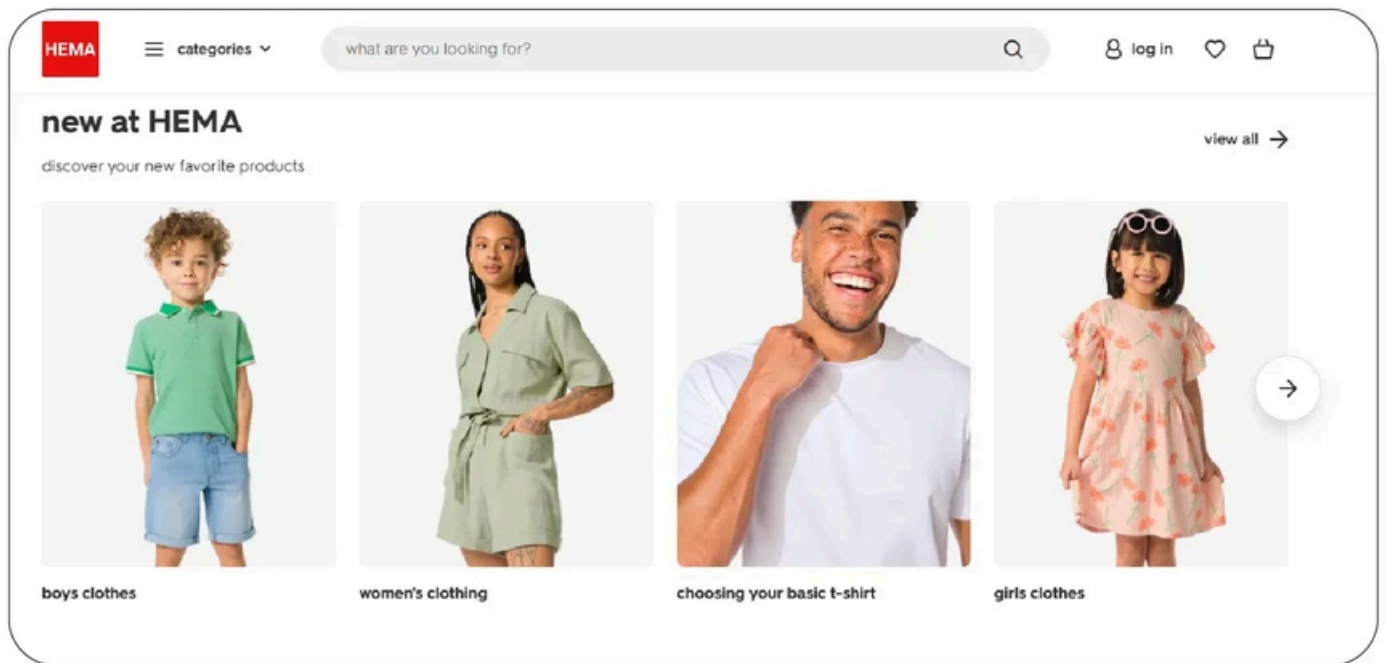 HEMA
categories
what are you looking for?
log in
new at HEMA
view all
discover your new favorite products
boys clothes
women's clothing
choosing your basic t-shirt
girls clothes